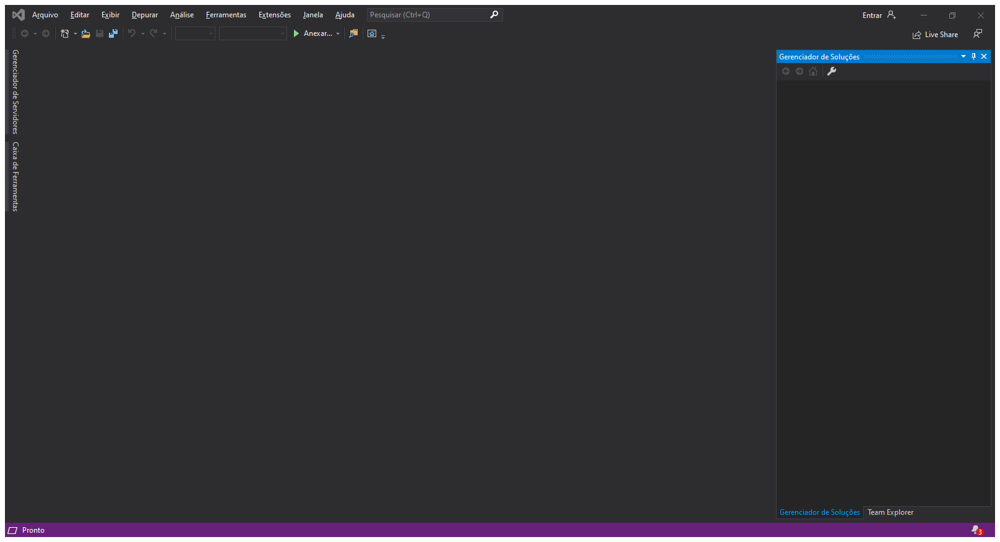 Arquivo Editar Exibir Depurar Análise Ferramentas Extensões Janela Ajuda Pesquisar (Ctrl+Q) Entrar
Anexar... Live Share
Gerenciador de Servidores
Caixa de Ferramentas
Gerenciador de Soluções
Gerenciador de Soluções Team Explorer
Pronto 3